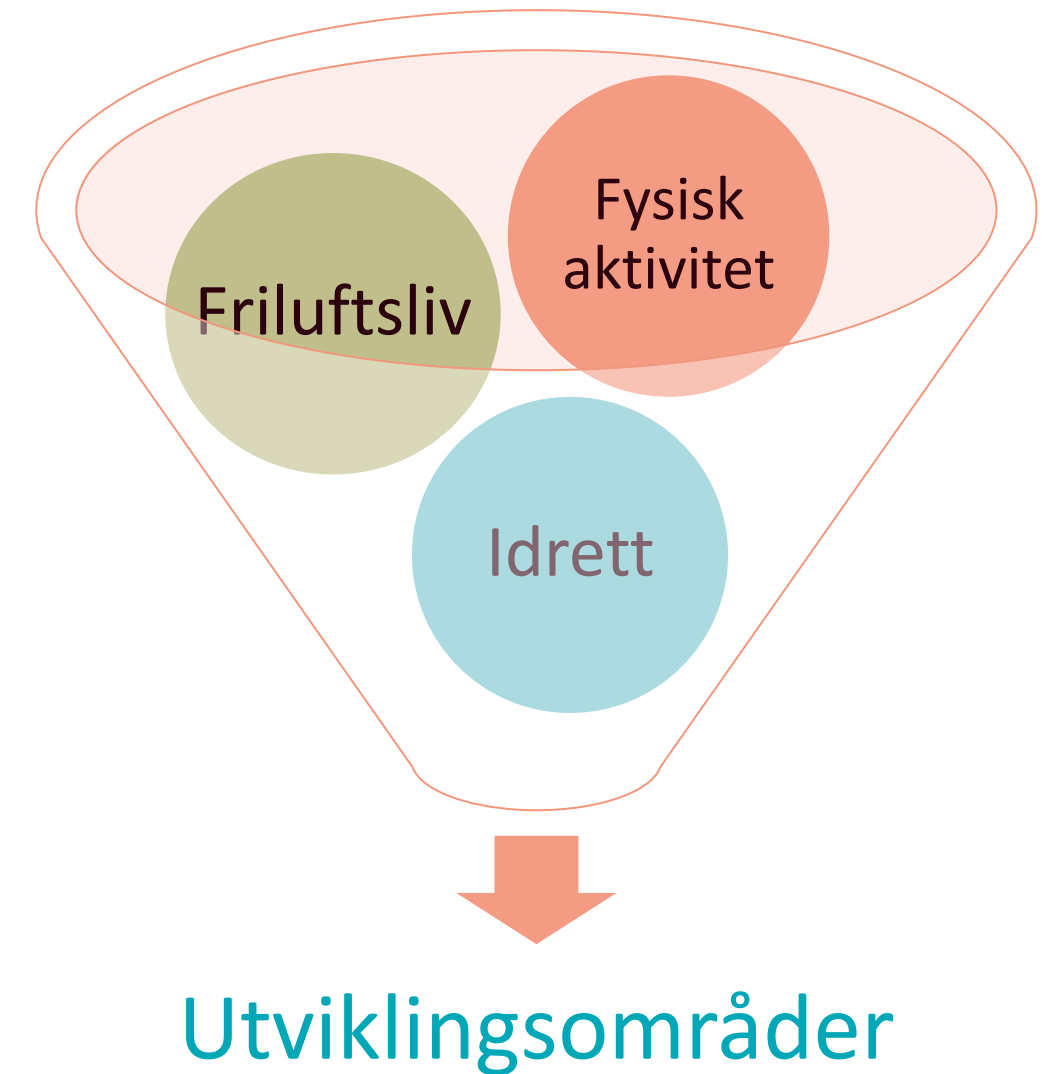 Fysisk
aktivitet
Friluftsliv
Idrett
Utviklingsområder